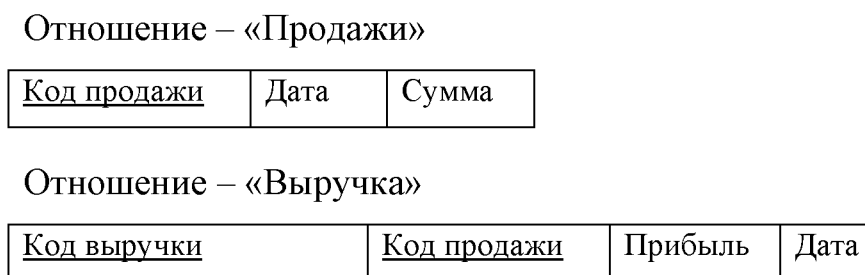 Отношение – «Продажи»
Код продажи Дата Сумма
Отношение – «Выручка»
Код выручки Код продажи Прибыль Дата